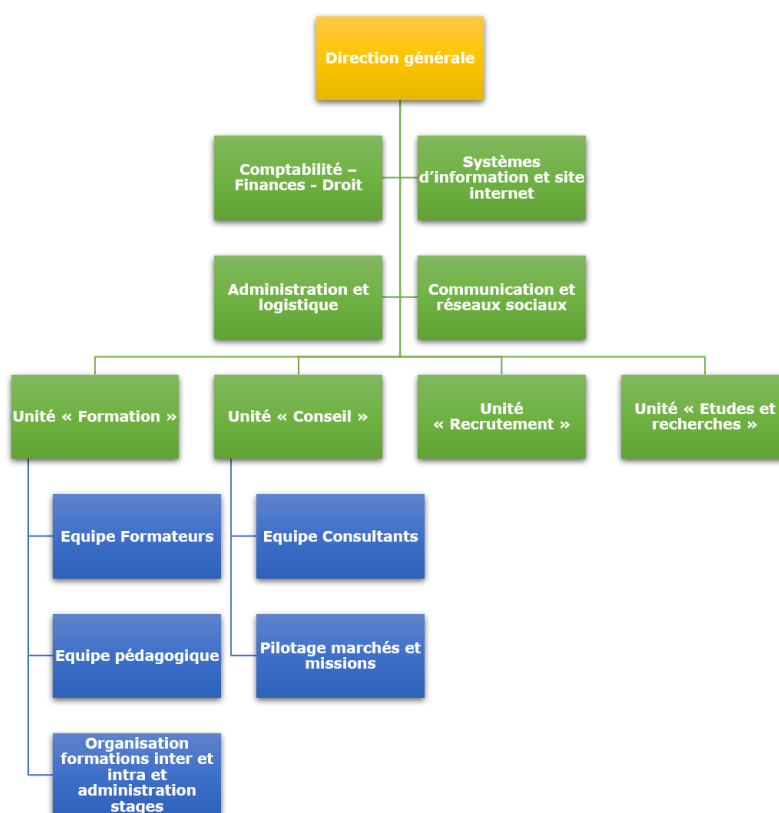 Direction générale
Comptabilité –
Finances - Droit
Systèmes
d’information et site
internet
Administration et
logistique
Communication et
réseaux sociaux
Unité « Formation »
Unité « Conseil »
Unité
« Recrutement »
Unité « Etudes et
recherches »
Equipe Formateurs
Equipe Consultants
Equipe pédagogique
Pilotage marchés et
missions
Organisation
formations inter et
intra et
administration
stages